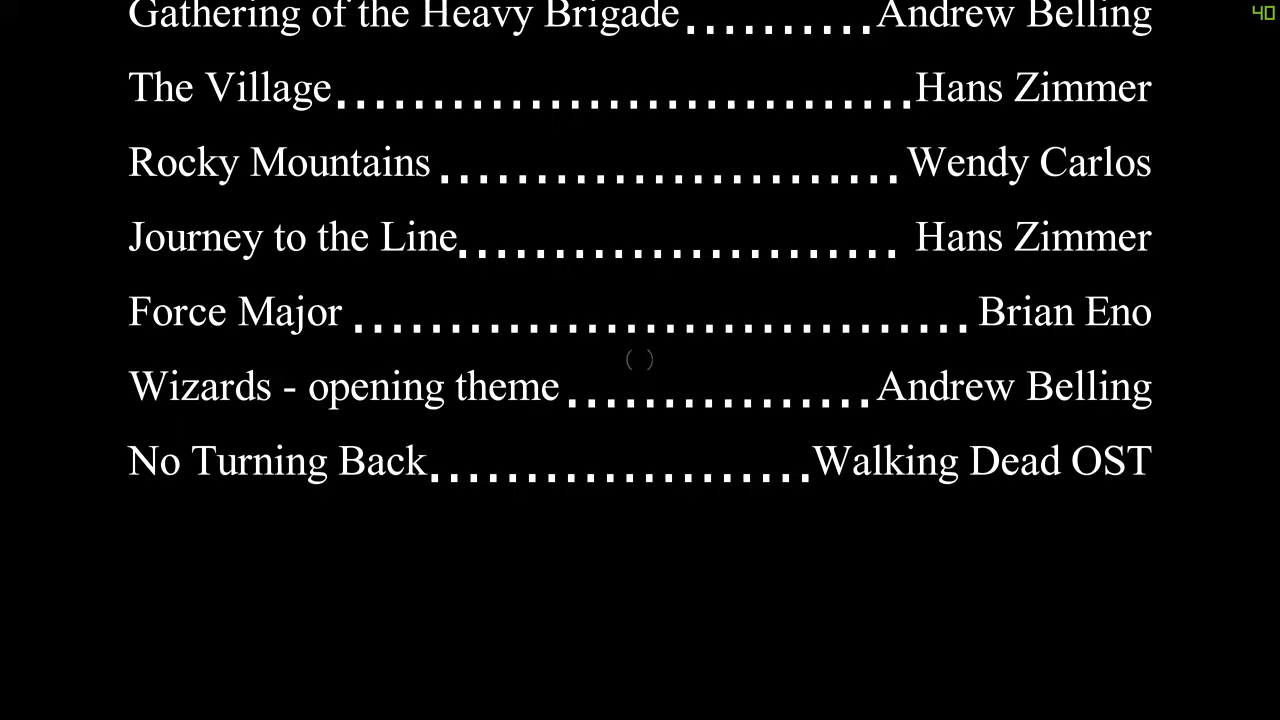 Gathering of the Heavy Brigade..........Andrew Belling
40
The Village..............................Hans Zimmer
Rocky Mountains ........................Wendy Carlos
Journey to the Line....................... Hans Zimmer
Force Major ................................ Brian Eno
( )
Wizards - opening theme ................Andrew Belling
No Turning Back....................Walking Dead OST